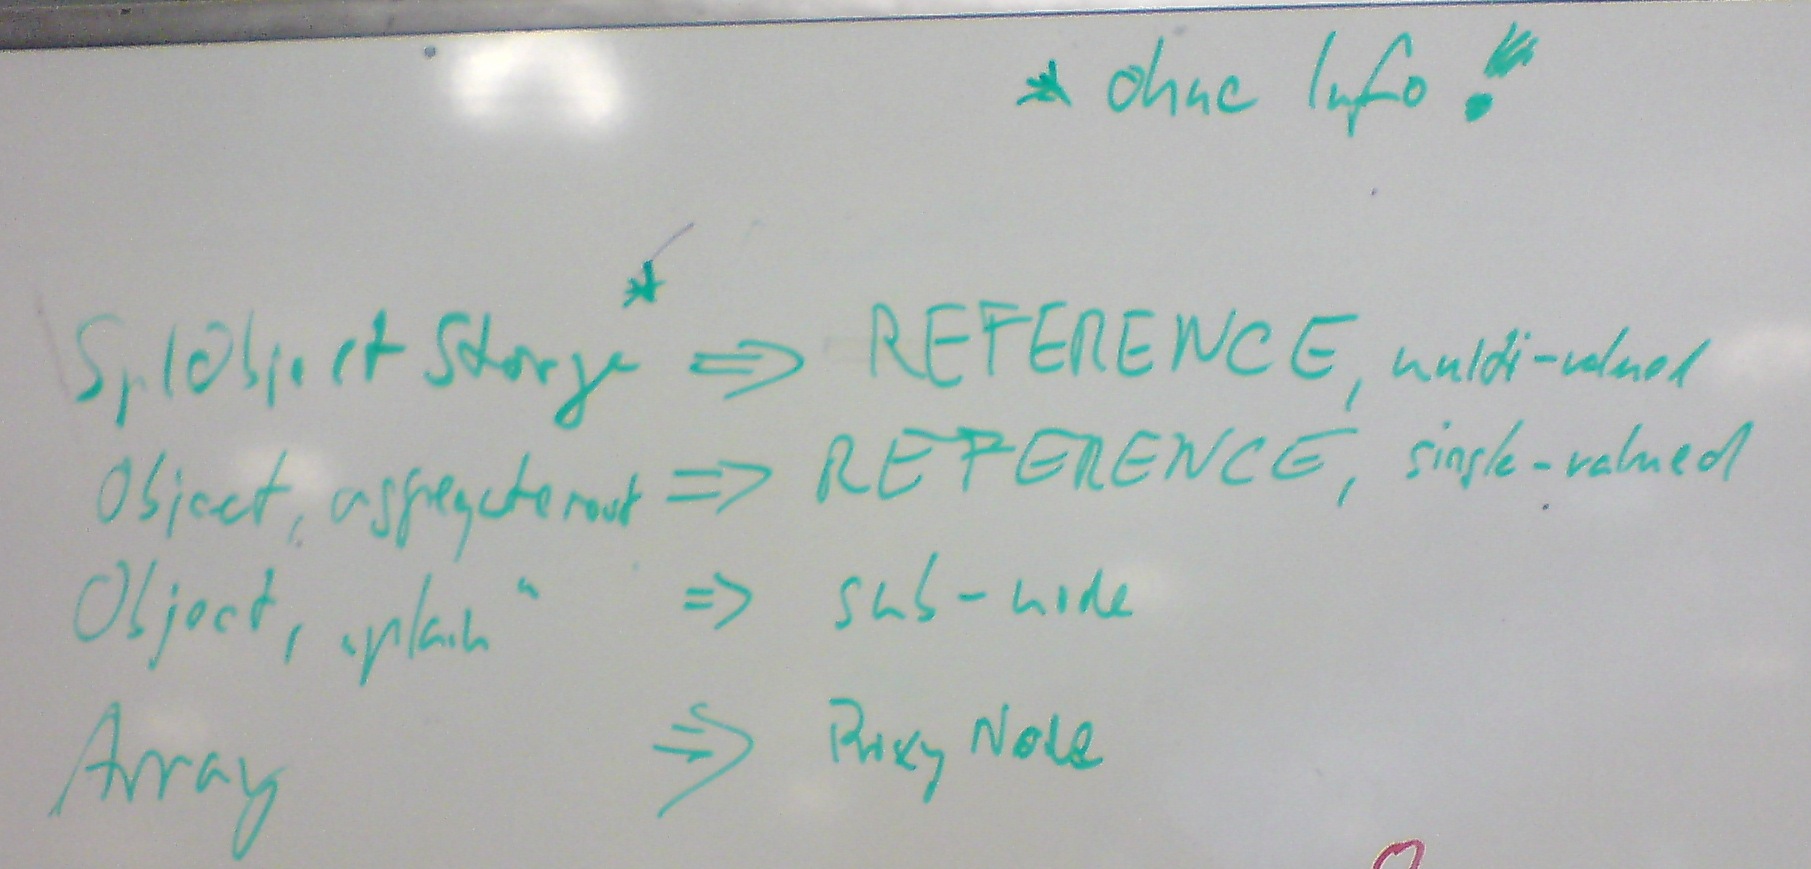 * ohne Info!
SplObjectStorage* => REFERENCE, multi-valued
Object, aggregate root => REFERENCE, single-valued
Object, „plain“ => sub-node
Array => Proxy Node